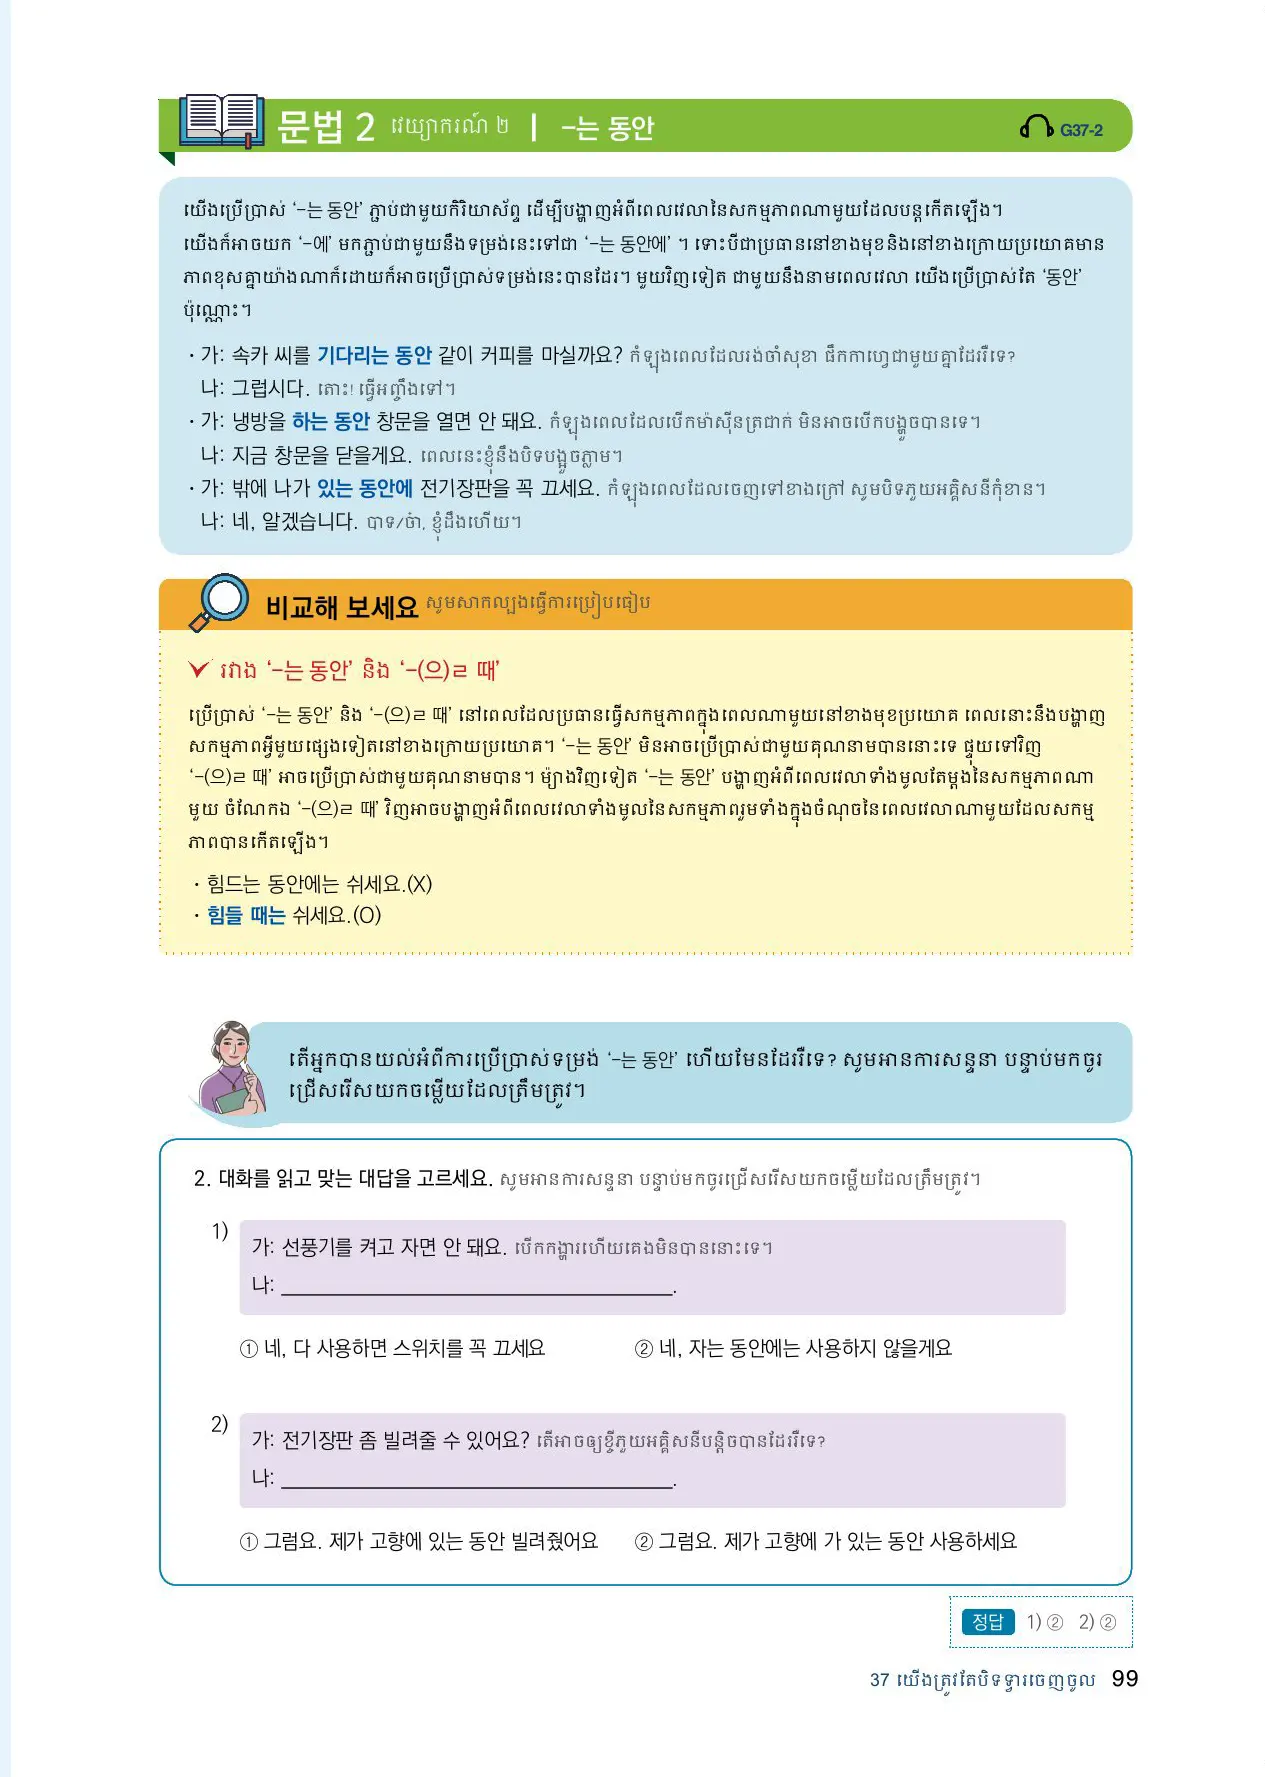 문법 2 វេយ្យាករណ៍ ២ | -는 동안 G37-2
យើងប្រើប្រាស់ ‘-는 동안’ ភ្ជាប់ជាមួយកិរិយាស័ព្ទ ដើម្បីបង្ហាញអំពីពេលវេលានៃសកម្មភាពណាមួយដែលបន្តកើតឡើង។
យើងក៏អាចយក ‘-에’ មកភ្ជាប់ជាមួយនឹងទម្រង់នេះទៅជា ‘-는 동안에’ ។ ទោះបីជាប្រធាននៅខាងមុខនិងនៅខាងក្រោយប្រយោគមាន
ភាពខុសគ្នាយ៉ាងណាក៏ដោយក៏អាចប្រើប្រាស់ទម្រង់នេះបានដែរ។ មួយវិញទៀត ជាមួយនឹងនាមពេលវេលា យើងប្រើប្រាស់តែ ‘동안’
ប៉ុណ្ណោះ។
· 가: 속카 씨를 기다리는 동안 같이 커피를 마실까요? កំឡុងពេលដែលរង់ចាំសុខា ផឹកកាហ្វេជាមួយគ្នាដែររឺទេ?
나: 그럽시다. តោះ! ធ្វើអញ្ចឹងទៅ។
· 가: 냉방을 하는 동안 창문을 열면 안 돼요. កំឡុងពេលដែលបើកម៉ាស៊ីនត្រជាក់ មិនអាចបើកបង្អួចបានទេ។
나: 지금 창문을 닫을게요. ពេលនេះខ្ញុំនឹងបិទបង្អួចភ្លាម។
· 가: 밖에 나가 있는 동안에 전기장판을 꼭 끄세요. កំឡុងពេលដែលចេញទៅខាងក្រៅ សូមបិទភួយអគ្គិសនីកុំខាន។
나: 네, 알겠습니다. បាទ/ចា៎, ខ្ញុំដឹងហើយ។
비교해 보세요 សូមសាកល្បងធ្វើការប្រៀបធៀប
រវាង ‘-는 동안’ និង ‘-(으)ㄹ 때’
ប្រើប្រាស់ ‘-는 동안’ និង ‘-(으)ㄹ 때’ នៅពេលដែលប្រធានធ្វើសកម្មភាពក្នុងពេលណាមួយនៅខាងមុខប្រយោគ ពេលនោះនឹងបង្ហាញ
សកម្មភាពអ្វីមួយផ្សេងទៀតនៅខាងក្រោយប្រយោគ។ ‘-는 동안’ មិនអាចប្រើប្រាស់ជាមួយគុណនាមបាននោះទេ ផ្ទុយទៅវិញ
‘-(으)ㄹ 때’ អាចប្រើប្រាស់ជាមួយគុណនាមបាន។ ម៉្យាងវិញទៀត ‘-는 동안’ បង្ហាញអំពីពេលវេលាទាំងមូលតែម្តងនៃសកម្មភាពណា
មួយ ចំណែកឯ ‘-(으)ㄹ 때’ វិញអាចបង្ហាញអំពីពេលវេលាទាំងមូលនៃសកម្មភាពរួមទាំងក្នុងចំណុចនៃពេលវេលាណាមួយដែលសកម្ម
ភាពបានកើតឡើង។
· 힘드는 동안에는 쉬세요.(X)
· 힘들 때는 쉬세요.(O)
តើអ្នកបានយល់អំពីការប្រើប្រាស់ទម្រង់ ‘-는 동안’ ហើយមែនដែររឺទេ? សូមអានការសន្ទនា បន្ទាប់មកចូរ
ជ្រើសរើសយកចម្លើយដែលត្រឹមត្រូវ។
2. 대화를 읽고 맞는 대답을 고르세요. សូមអានការសន្ទនា បន្ទាប់មកចូរជ្រើសរើសយកចម្លើយដែលត្រឹមត្រូវ។
1) 가: 선풍기를 켜고 자면 안 돼요. បើកកង្ហារហើយគេងមិនបាននោះទេ។
나: ____________________.
① 네, 다 사용하면 스위치를 꼭 끄세요 ② 네, 자는 동안에는 사용하지 않을게요
2) 가: 전기장판 좀 빌려줄 수 있어요? តើអាចឲ្យខ្ចីភួយអគ្គិសនីបន្តិចបានដែររឺទេ?
나: ____________________.
① 그럼요. 제가 고향에 있는 동안 빌려줬어요 ② 그럼요. 제가 고향에 가 있는 동안 사용하세요
정답 1) ② 2) ②
37 យើងត្រូវតែបិទទ្វារចេញចូល 99